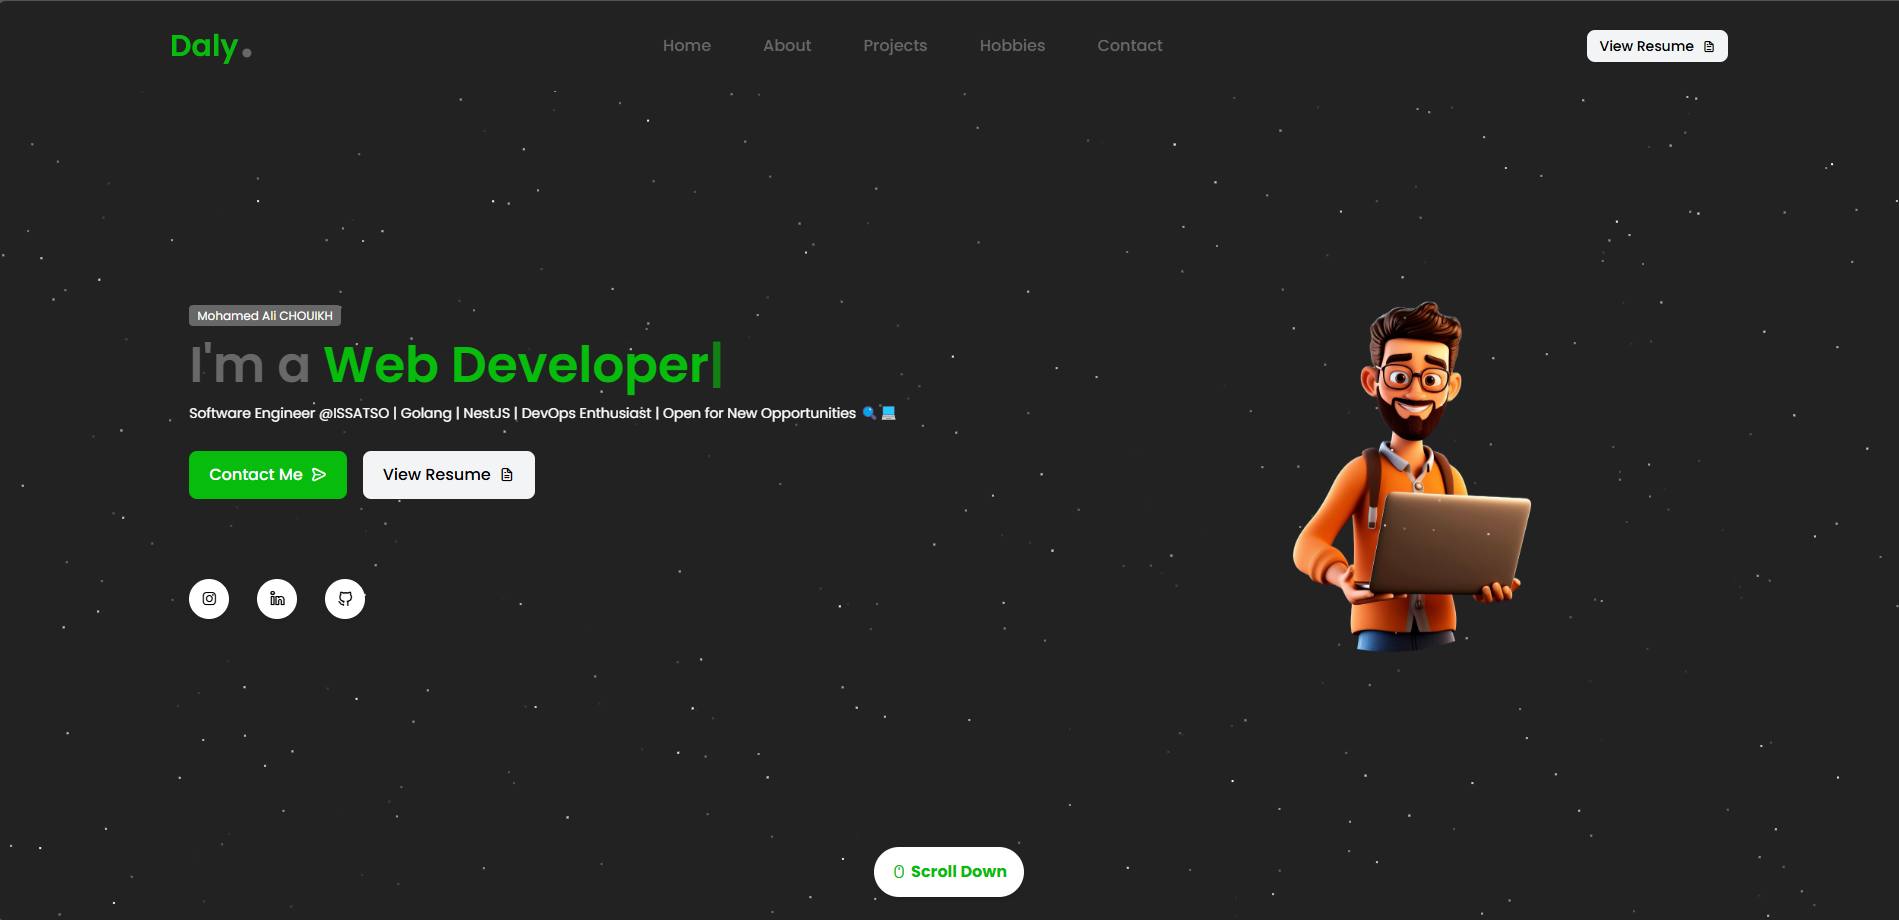 Daly.
Home About Projects Hobbies Contact
View Resume
Mohamed Ali CHOUIKH
I'm a Web Developer|
Software Engineer @ISSATSO | Golang | NestJS | DevOps Enthusiast | Open for New Opportunities 🔍 💻
Contact Me
View Resume
Scroll Down